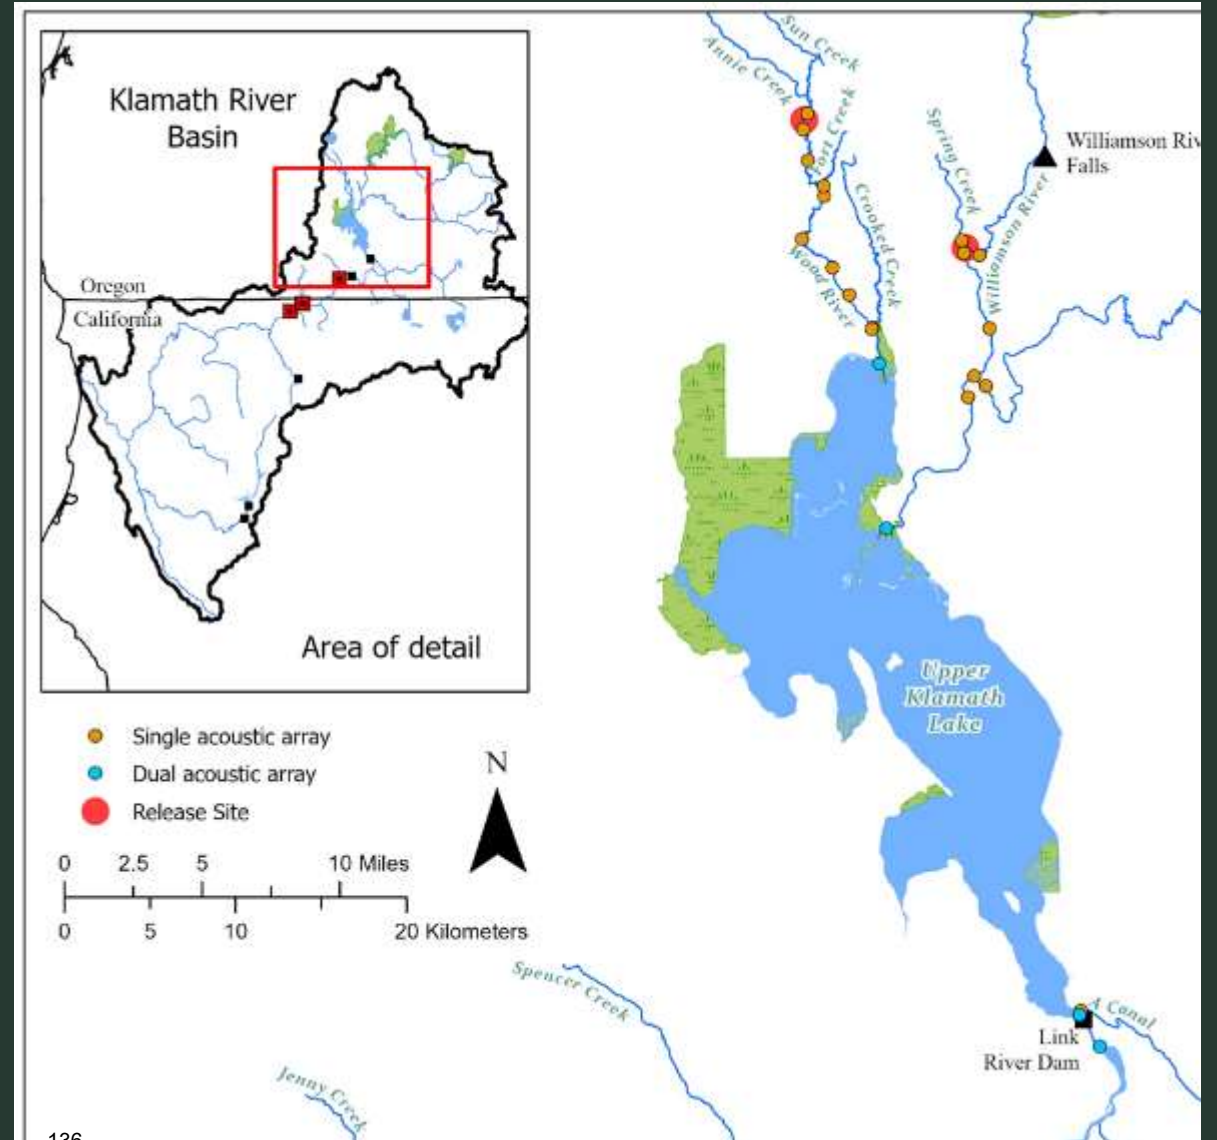 Klamath River
Basin
Oregon
California
Area of detail
Single acoustic array
Dual acoustic array
Release Site
N
0 2.5 5 10 Miles
0 5 10 20 Kilometers
Sun Creek
Annie Creek
Fort Creek
Spring Creek
Williamson Riv
Falls
Crooked Creek
Williamson River
Wood River
Upper
Klamath
Lake
Spencer Creek
A Canal
Link
River Dam
Jenny Creek
136